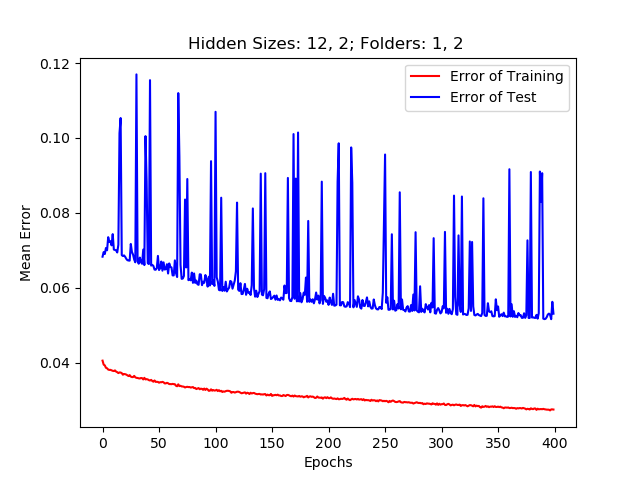 Hidden Sizes: 12, 2; Folders: 1, 2
Error of Training
Error of Test
Mean Error
0.12
0.10
0.08
0.06
0.04
0 50 100 150 200 250 300 350 400
Epochs